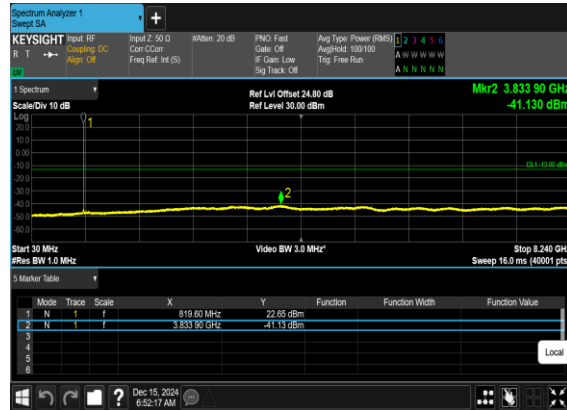 Spectrum Analyzer 1
Swept SA
+
KEYSIGHT Input: RF Input Z: 50 Ω #Atten: 20 dB PNO: Fast Avg Type: Power (RMS) 1 2 3 4 5 6
R T Coupling: DC Corr CCorr Gate: Off Avg|Hold: 100/100 A W W W W W
Align: Off Freq Ref: Int (S) IF Gain: Low Trig: Free Run
Sig Track: Off A N N N N N
1 Spectrum Ref Lvl Offset 24.80 dB Mkr2 3.833 90 GHz
Scale/Div 10 dB Ref Level 30.00 dBm -41.130 dBm
Log
20.0
10.0
0.00
-10.0
-20.0
-30.0
-40.0
-50.0
-60.0
1
DL1 -13.00 dBm
2
Start 30 MHz Video BW 3.0 MHz* Stop 8.240 GHz
#Res BW 1.0 MHz Sweep 16.0 ms (40001 pts)
5 Marker Table
Mode Trace Scale X Y Function Function Width Function Value
1 N 1 f 819.60 MHz 22.65 dBm
2 N 1 f 3.833 90 GHz -41.13 dBm
3
4
5
6
Local
? Dec 15, 2024
6:52:17 AM